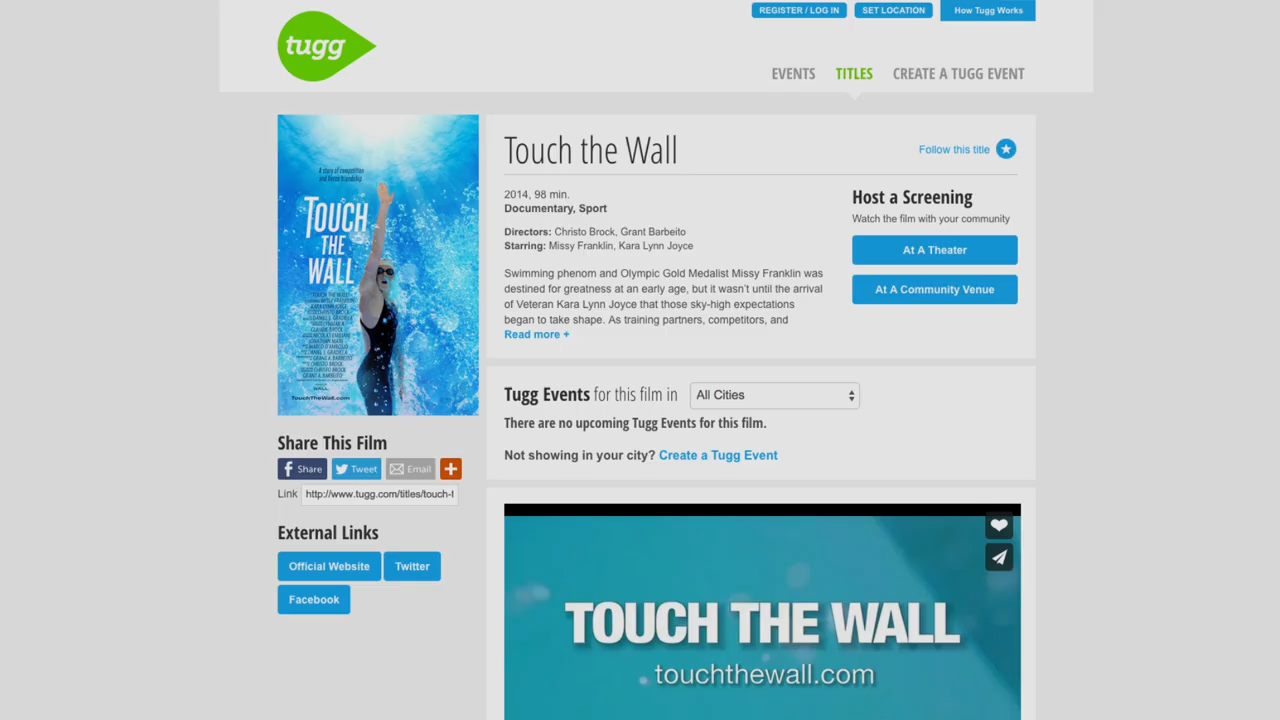 REGISTER / LOG IN
SET LOCATION
How Tugg Works
tugg
EVENTS
TITLES
CREATE A TUGG EVENT
A story of competition
and fierce friendship
TOUCH
THE
WALL
TouchTheWall.com
Touch the Wall
Follow this title
2014, 98 min.
Documentary, Sport
Directors: Christo Brock, Grant Barbeito
Starring: Missy Franklin, Kara Lynn Joyce
Swimming phenom and Olympic Gold Medalist Missy Franklin was
destined for greatness at an early age, but it wasn't until the arrival
of Veteran Kara Lynn Joyce that those sky-high expectations
began to take shape. As training partners, competitors, and
Read more +
Host a Screening
Watch the film with your community
At A Theater
At A Community Venue
Tugg Events for this film in
All Cities
There are no upcoming Tugg Events for this film.
Not showing in your city? Create a Tugg Event
Share This Film
Share
Tweet
Email
Link
http://www.tugg.com/titles/touch-t
External Links
Official Website
Twitter
Facebook
TOUCH THE WALL
touchthewall.com